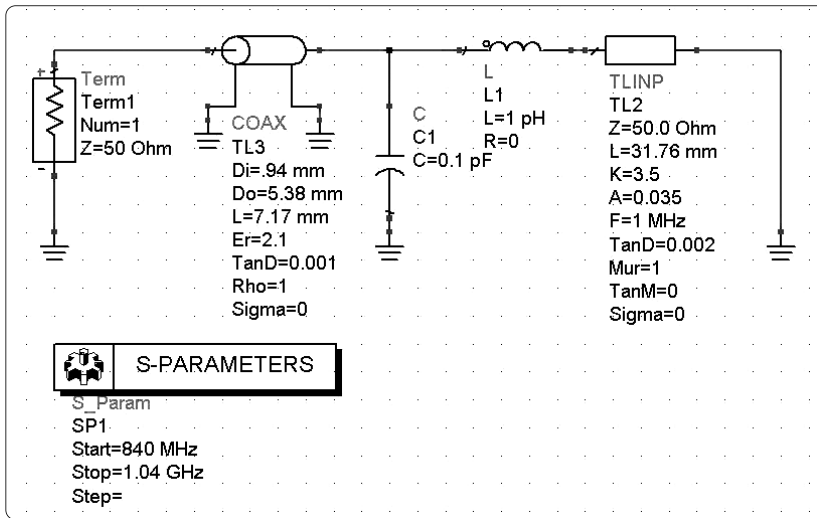 Term
Term1
Num=1
Z=50 Ohm
COAX
TL3
Di=.94 mm
Do=5.38 mm
L=7.17 mm
Er=2.1
TanD=0.001
Rho=1
Sigma=0
C
C1
C=0.1 pF
L
L1
L=1 pH
R=0
TLINP
TL2
Z=50.0 Ohm
L=31.76 mm
K=3.5
A=0.035
F=1 MHz
TanD=0.002
Mur=1
TanM=0
Sigma=0
S-PARAMETERS
S_Param
SP1
Start=840 MHz
Stop=1.04 GHz
Step=